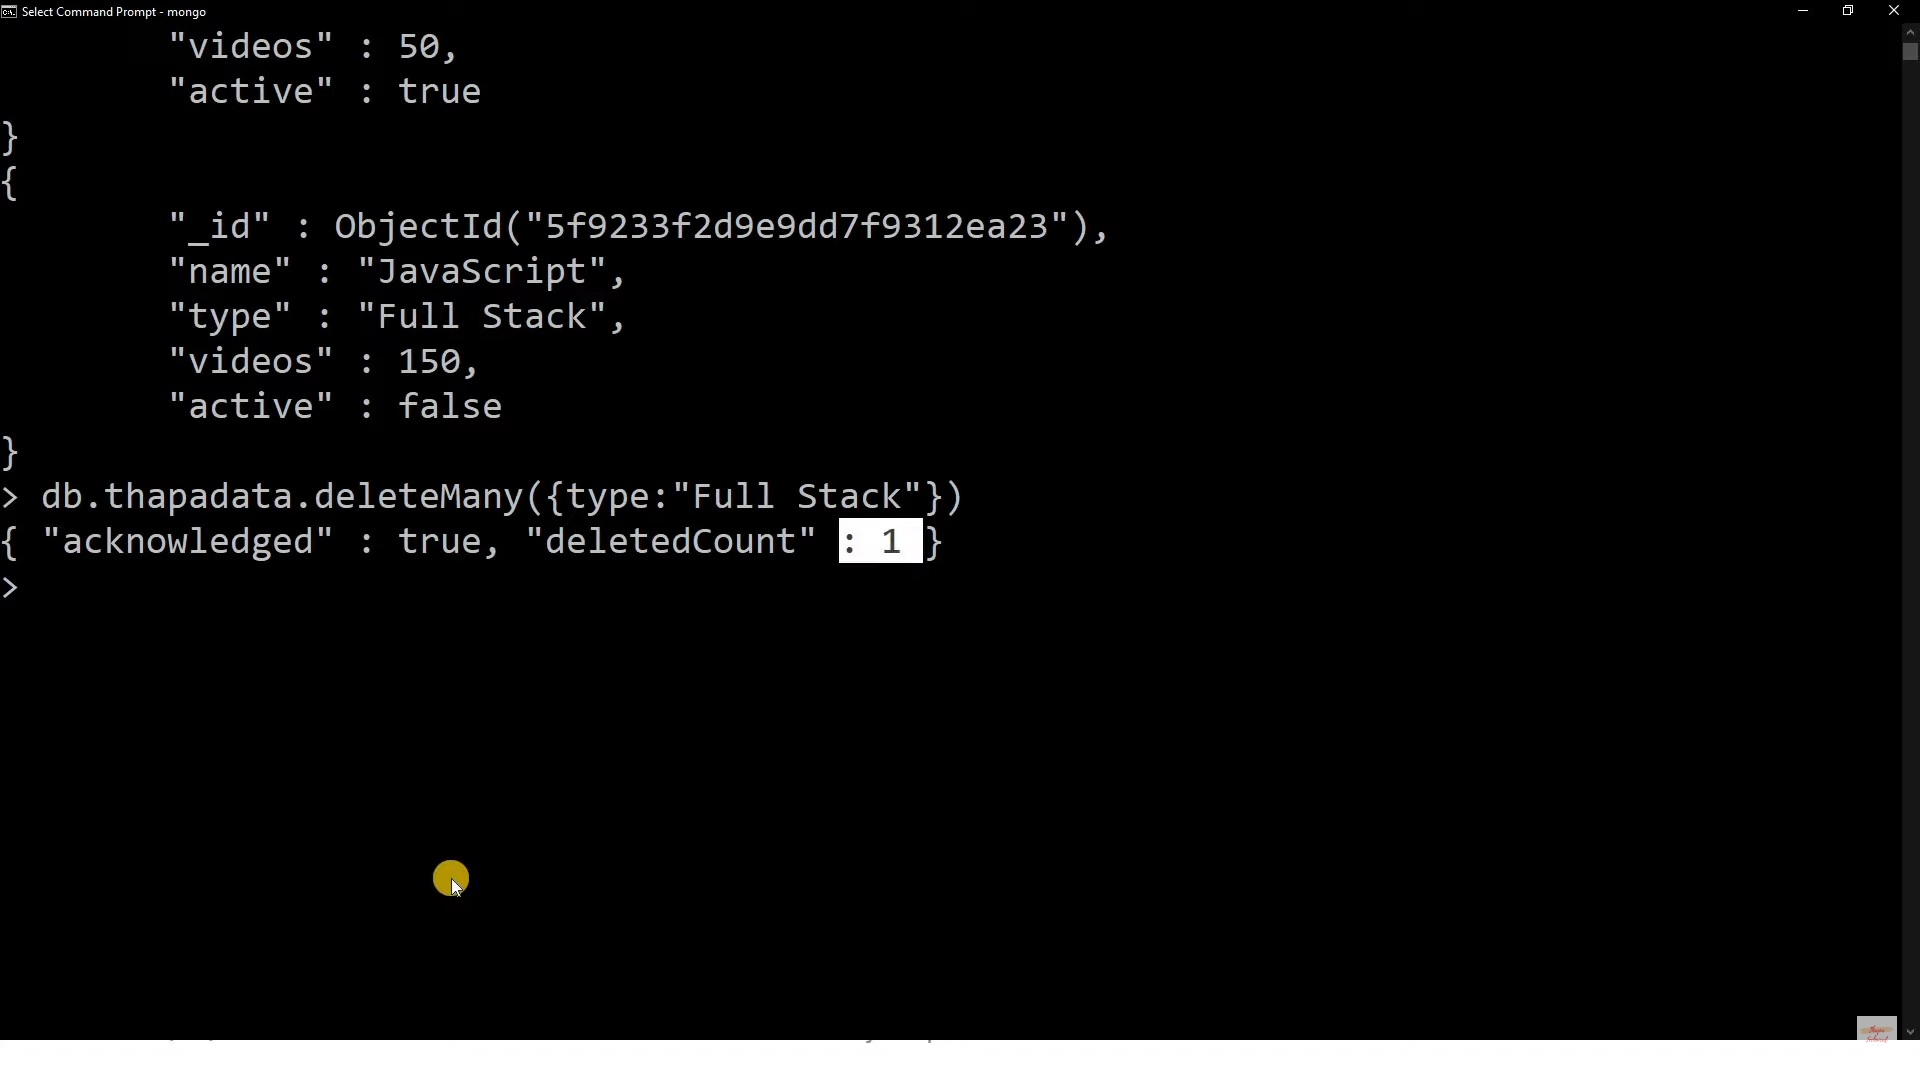 Select Command Prompt - mongo
"videos" : 50,
"active" : true
}
{
"_id" : ObjectId("5f9233f2d9e9dd7f9312ea23"),
"name" : "JavaScript",
"type" : "Full Stack",
"videos" : 150,
"active" : false
}
> db.thapadata.deleteMany({type:"Full Stack"})
{ "acknowledged" : true, "deletedCount" : 1 }
>